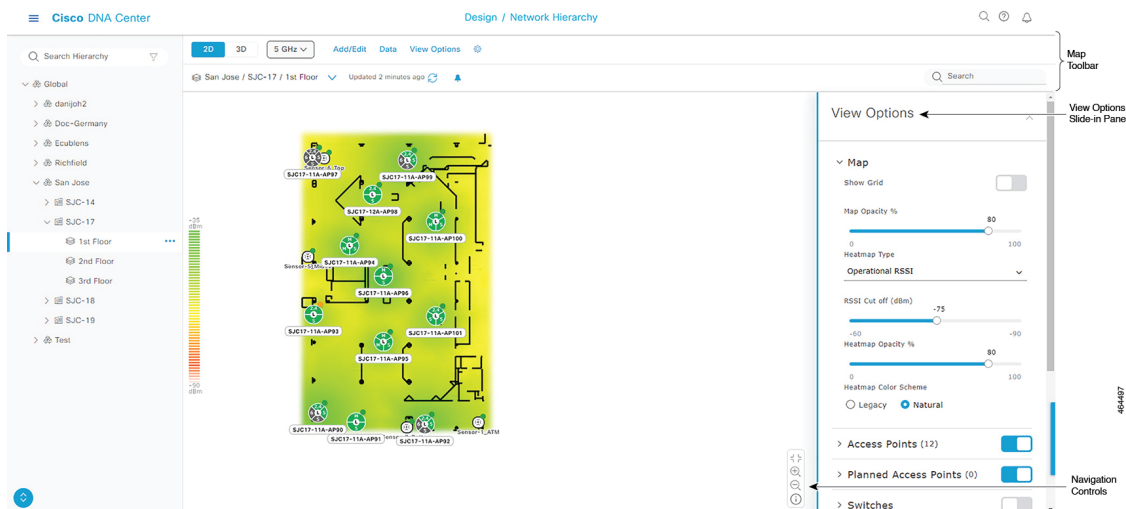 Cisco DNA Center
Design / Network Hierarchy
2D 3D 5 GHz Add/Edit Data View Options
San Jose / SJC-17 / 1st Floor Updated 2 minutes ago
Search
Map
Toolbar
Search Hierarchy
Global
danijoh2
Doc-Germany
Ecublens
Richfield
San Jose
SJC-14
SJC-17
1st Floor
2nd Floor
3rd Floor
SJC-18
SJC-19
Test
-35
dBm
-90
dBm
SJC17-11A-AP97
SJC17-11A-AP99
SJC17-12A-AP98
SJC17-11A-AP100
SJC17-11A-AP94
SJC17-11A-AP96
SJC17-11A-AP93
SJC17-11A-AP101
SJC17-11A-AP95
SJC17-11A-AP90
SJC17-11A-AP91
SJC17-11A-AP92
Sensor-1_ATM
View Options
View Options
Slide-in Pane
Map
Show Grid
Map Opacity %
80
0 100
Heatmap Type
Operational RSSI
RSSI Cut off (dBm)
-75
-60 -90
Heatmap Opacity %
80
0 100
Heatmap Color Scheme
Legacy Natural
Access Points (12)
Planned Access Points (0)
Switches
Navigation
Controls
464497